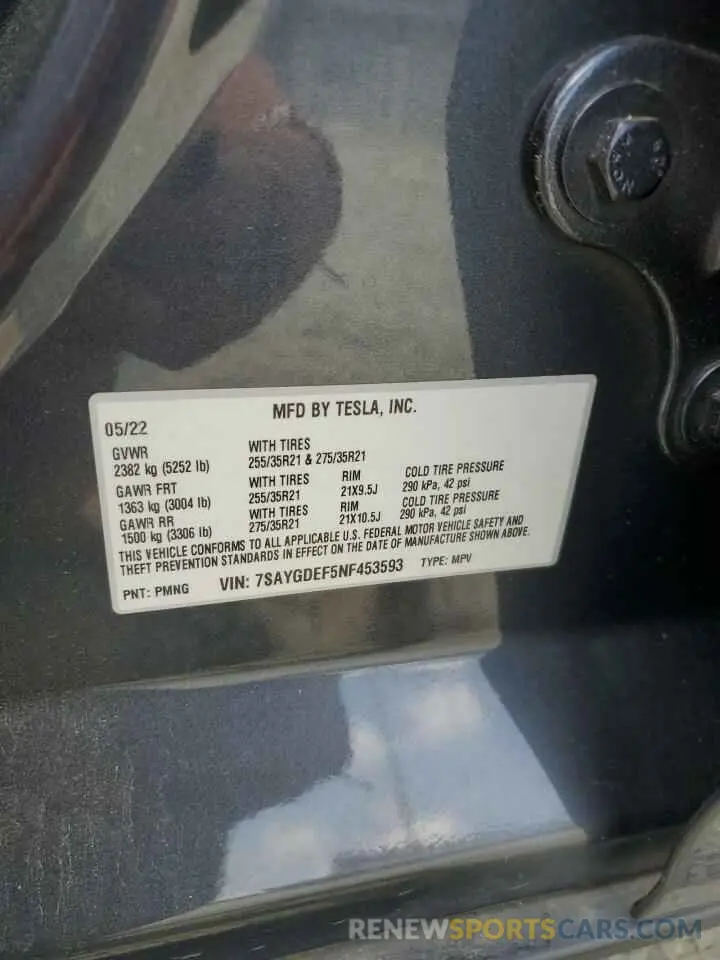 05/22 MFD BY TESLA, INC.
GVWR WITH TIRES
2382 kg (5252 lb) 255/35R21 & 275/35R21
GAWR FRT WITH TIRES RIM COLD TIRE PRESSURE
1363 kg (3004 lb) 255/35R21 21X9.5J 290 kPa, 42 psi
GAWR RR WITH TIRES RIM COLD TIRE PRESSURE
1500 kg (3306 lb) 275/35R21 21X10.5J 290 kPa, 42 psi
THIS VEHICLE CONFORMS TO ALL APPLICABLE U.S. FEDERAL MOTOR VEHICLE SAFETY AND
THEFT PREVENTION STANDARDS IN EFFECT ON THE DATE OF MANUFACTURE SHOWN ABOVE.
PNT: PMNG VIN: 7SAYGDEF5NF453593 TYPE: MPV
RENEWSPORTSCARS.COM